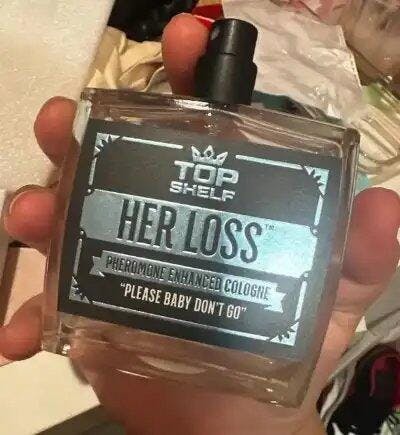 TOP
SHELF
HER LOSS™
PHEROMONE ENHANCED COLOGNE
"PLEASE BABY DON'T GO"